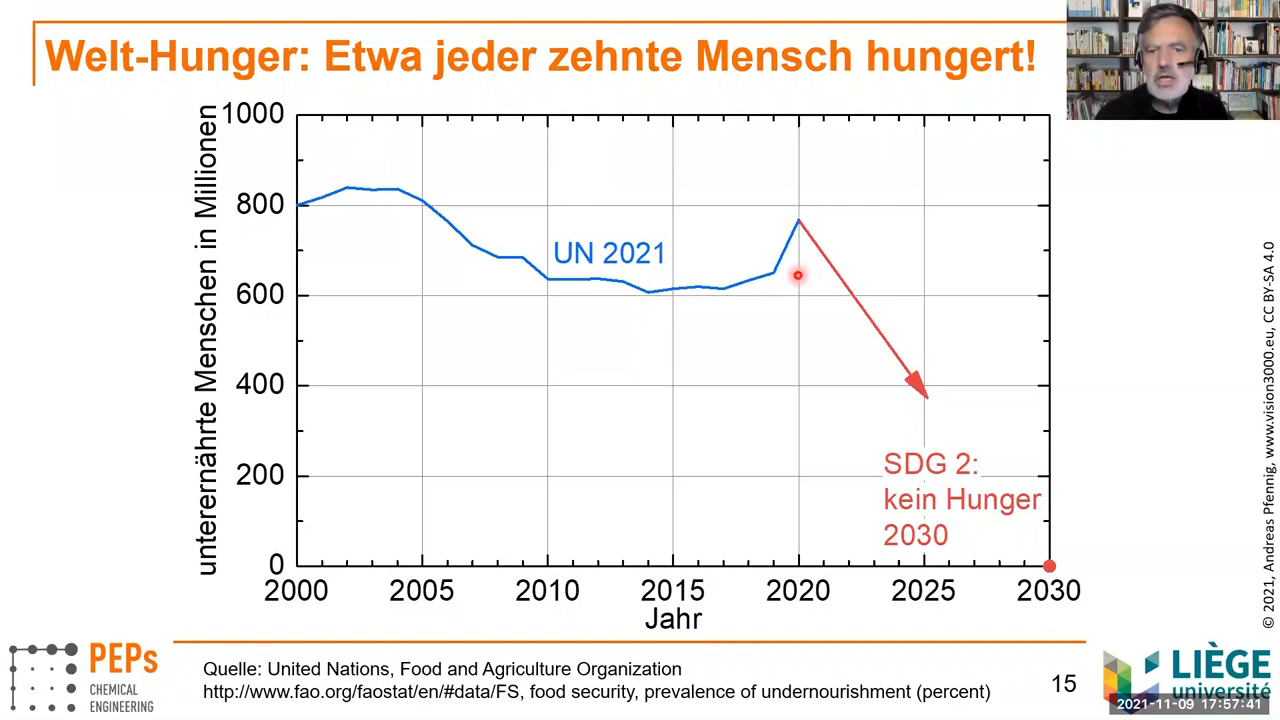 Welt-Hunger: Etwa jeder zehnte Mensch hungert!
unterernährte Menschen in Millionen
1000
800
600
400
200
0
UN 2021
SDG 2:
kein Hunger
2030
2000
2005
2010
2015
2020
2025
2030
Jahr
© 2021, Andreas Pfennig, www.vision3000.eu, CC BY-SA 4.0
PEPs
CHEMICAL
ENGINEERING
Quelle: United Nations, Food and Agriculture Organization
http://www.fao.org/faostat/en/#data/FS, food security, prevalence of undernourishment (percent)
15
LIÈGE
université
2021-11-09 17:57:41